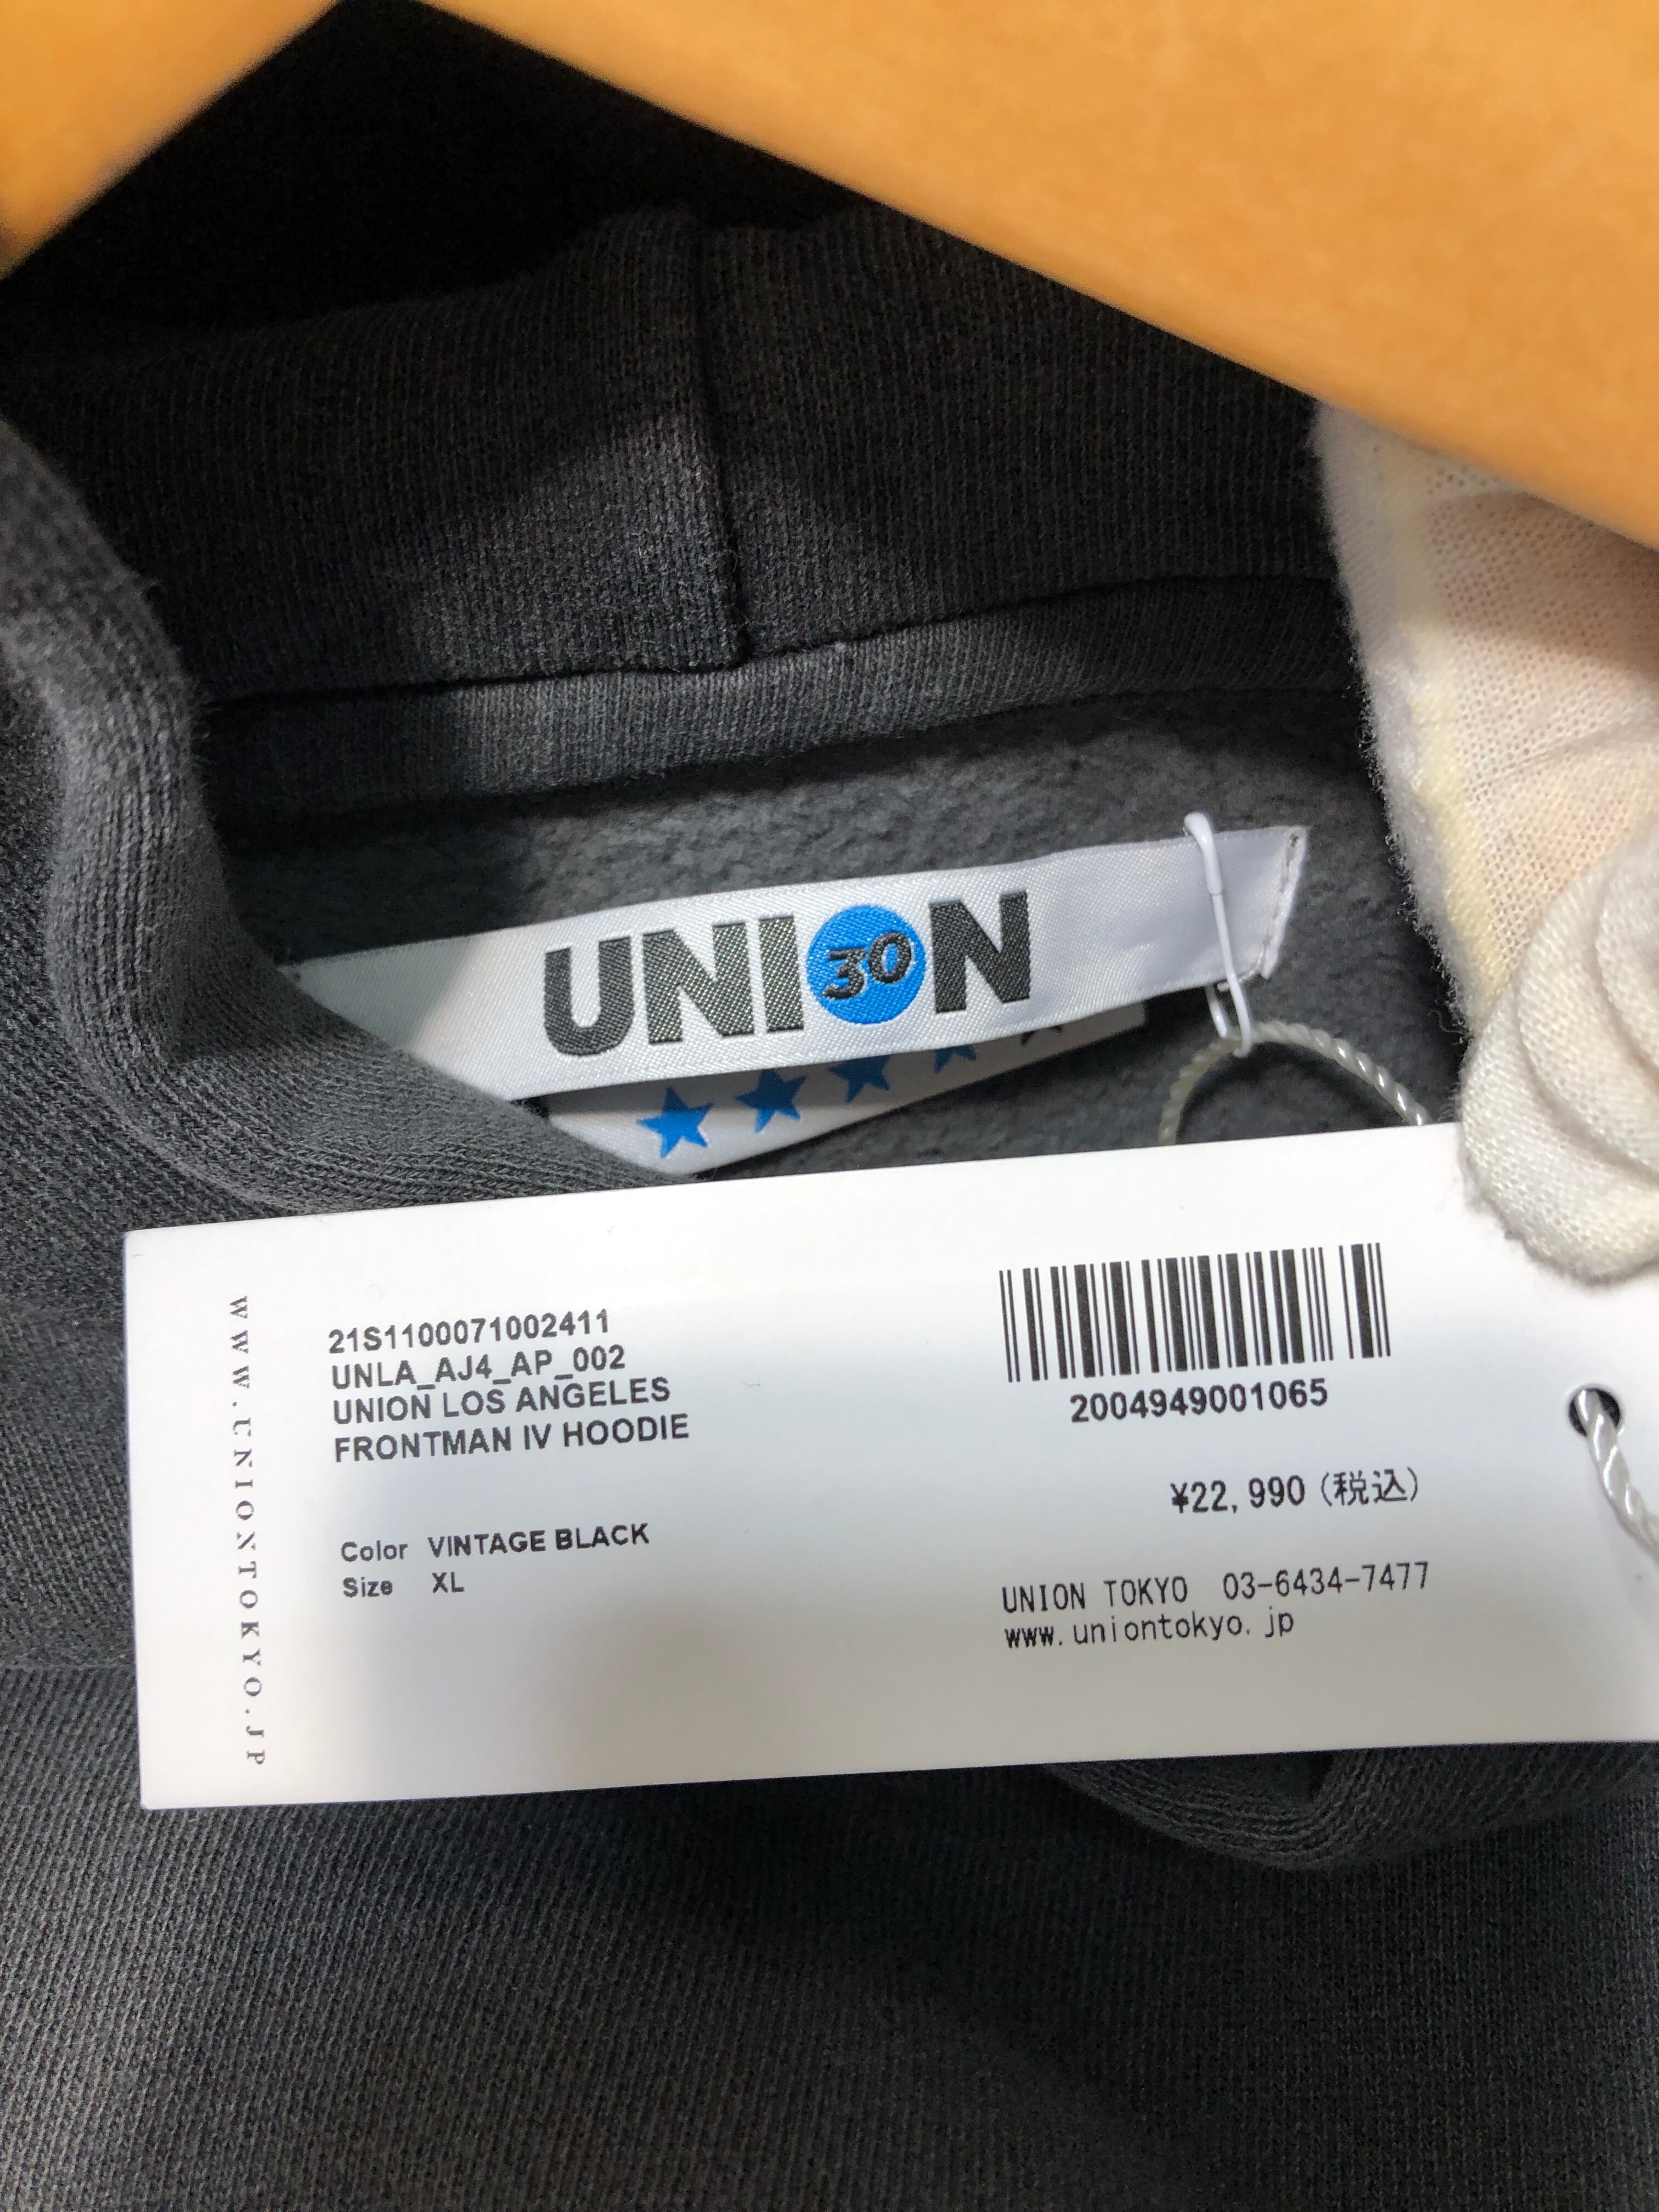 UNION
30
WWW.UNIONTOKYO.JP
21S1100071002411
UNLA_AJ4_AP_002
UNION LOS ANGELES
FRONTMAN IV HOODIE
Color VINTAGE BLACK
Size XL
2004949001065
¥22,990(税込)
UNION TOKYO 03-6434-7477
www.uniontokyo.jp